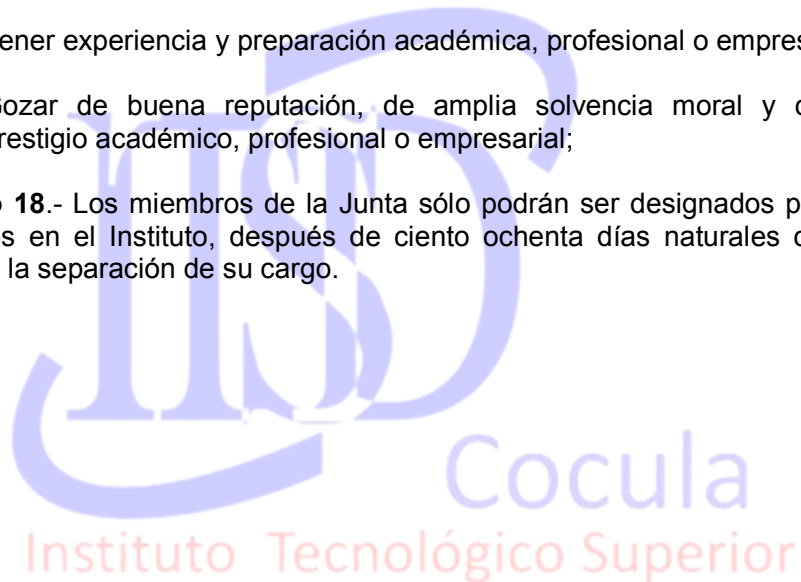 ener experiencia y preparación académica, profesional o empres
ozar de buena reputación, de amplia solvencia moral y
restigio académico, profesional o empresarial;
18.- Los miembros de la Junta sólo podrán ser designados p
s en el Instituto, después de ciento ochenta días naturales
la separación de su cargo.
ITSD
Cocula
Instituto Tecnológico Superior